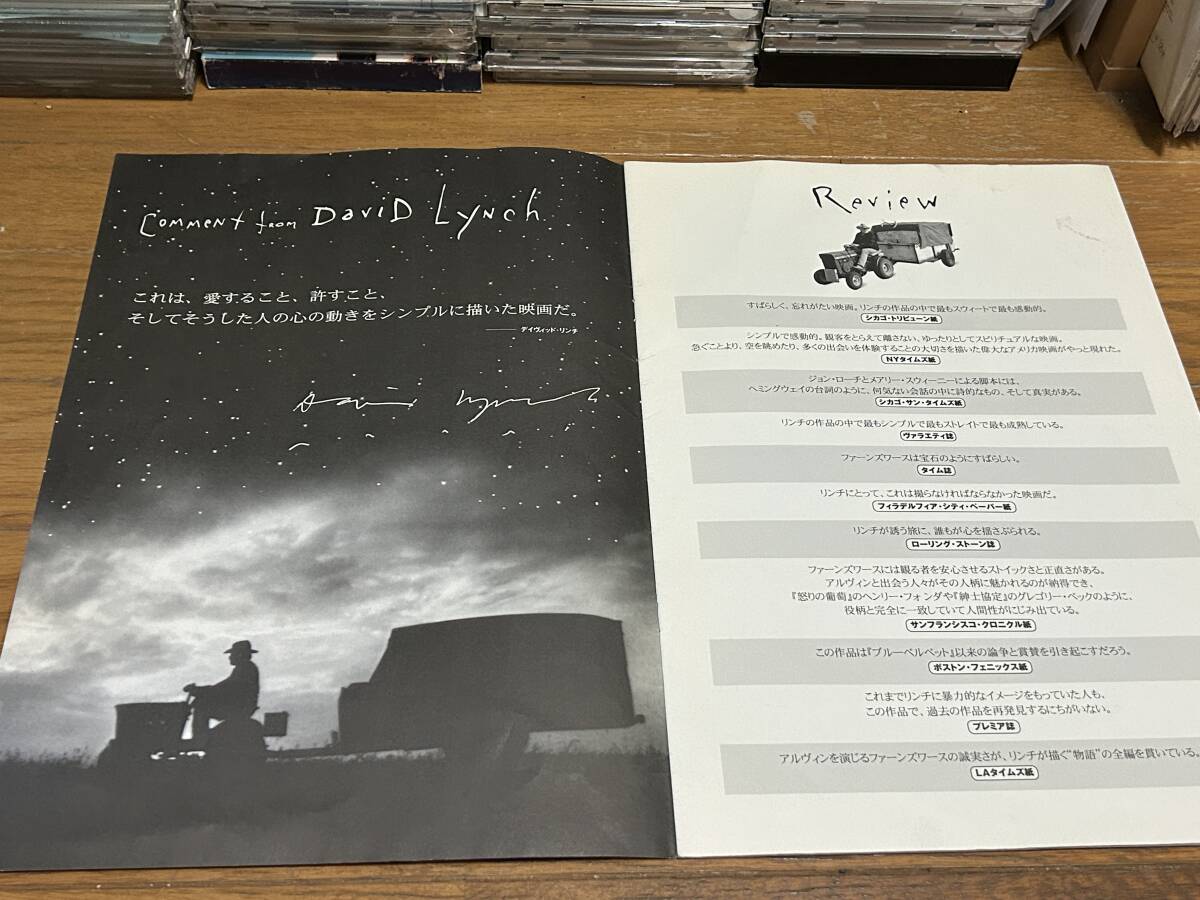 Comment from David Lynch
これは、愛すること、許すこと、
そしてそうした人の心の動きをシンプルに描いた映画だ。
——デイヴィッド・リンチ
Review
すばらしく、忘れがたい映画。リンチの作品の中で最もスウィートで最も感動的。
シカゴ・トリビューン紙
シンプルで感動的。観客をとらえて離さない、ゆったりとしてスピリチュアルな映画。
急ぐことより、空を眺めたり、多くの出会いを体験することの大切さを描いた偉大なアメリカ映画がやっと現れた。
NYタイムズ紙
ジョン・ローチとメアリー・スウィーニーによる脚本には、
ヘミングウェイの台詞のように、何気ない会話の中に詩的なもの、そして真実がある。
シカゴ・サン・タイムズ紙
リンチの作品の中で最もシンプルで最もストレイトで最も成熟している。
ヴァラエティ誌
ファーンズワースは宝石のようにすばらしい。
タイム誌
リンチにとって、これは撮らなければならなかった映画だ。
フィラデルフィア・シティ・ペーパー紙
リンチが誘う旅に、誰もが心を揺さぶられる。
ローリング・ストーン誌
ファーンズワースには観る者を安心させるストイックさと正直さがある。
アルヴィンと出会う人々がその人柄に魅かれるのが納得でき、
『怒りの葡萄』のヘンリー・フォンダや『紳士協定』のグレゴリー・ペックのように、
役柄と完全に一致していて人間性がにじみ出ている。
サンフランシスコ・クロニクル紙
この作品は『ブルーベルベット』以来の論争と賞賛を引き起こすだろう。
ボストン・フェニックス紙
これまでリンチに暴力的なイメージをもっていた人も、
この作品で、過去の作品を再発見するにちがいない。
プレミア誌
アルヴィンを演じるファーンズワースの誠実さが、リンチが描く“物語”の全編を貫いている。
LAタイムズ紙